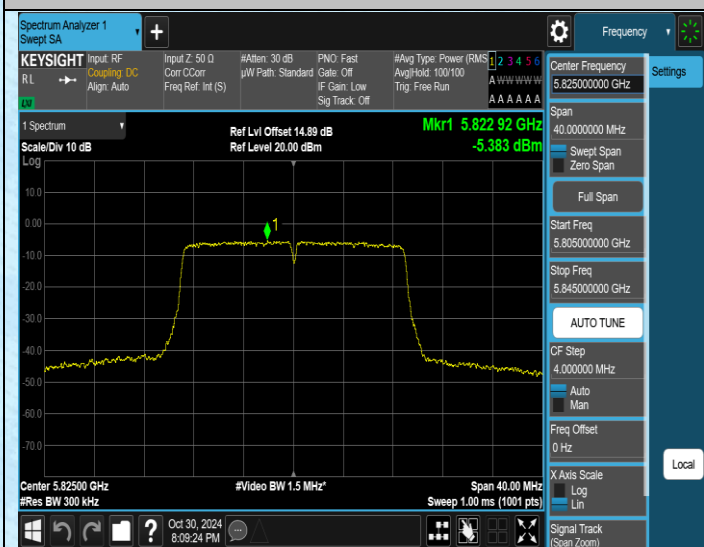 Spectrum Analyzer 1
Swept SA
+
Frequency
KEYSIGHT
RL
LXI
Input: RF
Coupling: DC
Align: Auto
Input Z: 50 Ω
Corr CCorr
Freq Ref: Int (S)
#Atten: 30 dB
µW Path: Standard
PNO: Fast
Gate: Off
IF Gain: Low
Sig Track: Off
#Avg Type: Power (RMS
Avg|Hold: 100/100
Trig: Free Run
1 2 3 4 5 6
A W W W W W
A A A A A A
1 Spectrum
Scale/Div 10 dB
Log
Ref Lvl Offset 14.89 dB
Ref Level 20.00 dBm
Mkr1 5.822 92 GHz
-5.383 dBm
10.0
0.00
-10.0
-20.0
-30.0
-40.0
-50.0
-60.0
-70.0
1
Center 5.82500 GHz
#Res BW 300 kHz
#Video BW 1.5 MHz*
Span 40.00 MHz
Sweep 1.00 ms (1001 pts)
Center Frequency
5.825000000 GHz
Settings
Span
40.0000000 MHz
Swept Span
Zero Span
Full Span
Start Freq
5.805000000 GHz
Stop Freq
5.845000000 GHz
AUTO TUNE
CF Step
4.000000 MHz
Auto
Man
Freq Offset
0 Hz
X Axis Scale
Log
Lin
Local
Signal Track
(Span Zoom)
?
Oct 30, 2024
8:09:24 PM